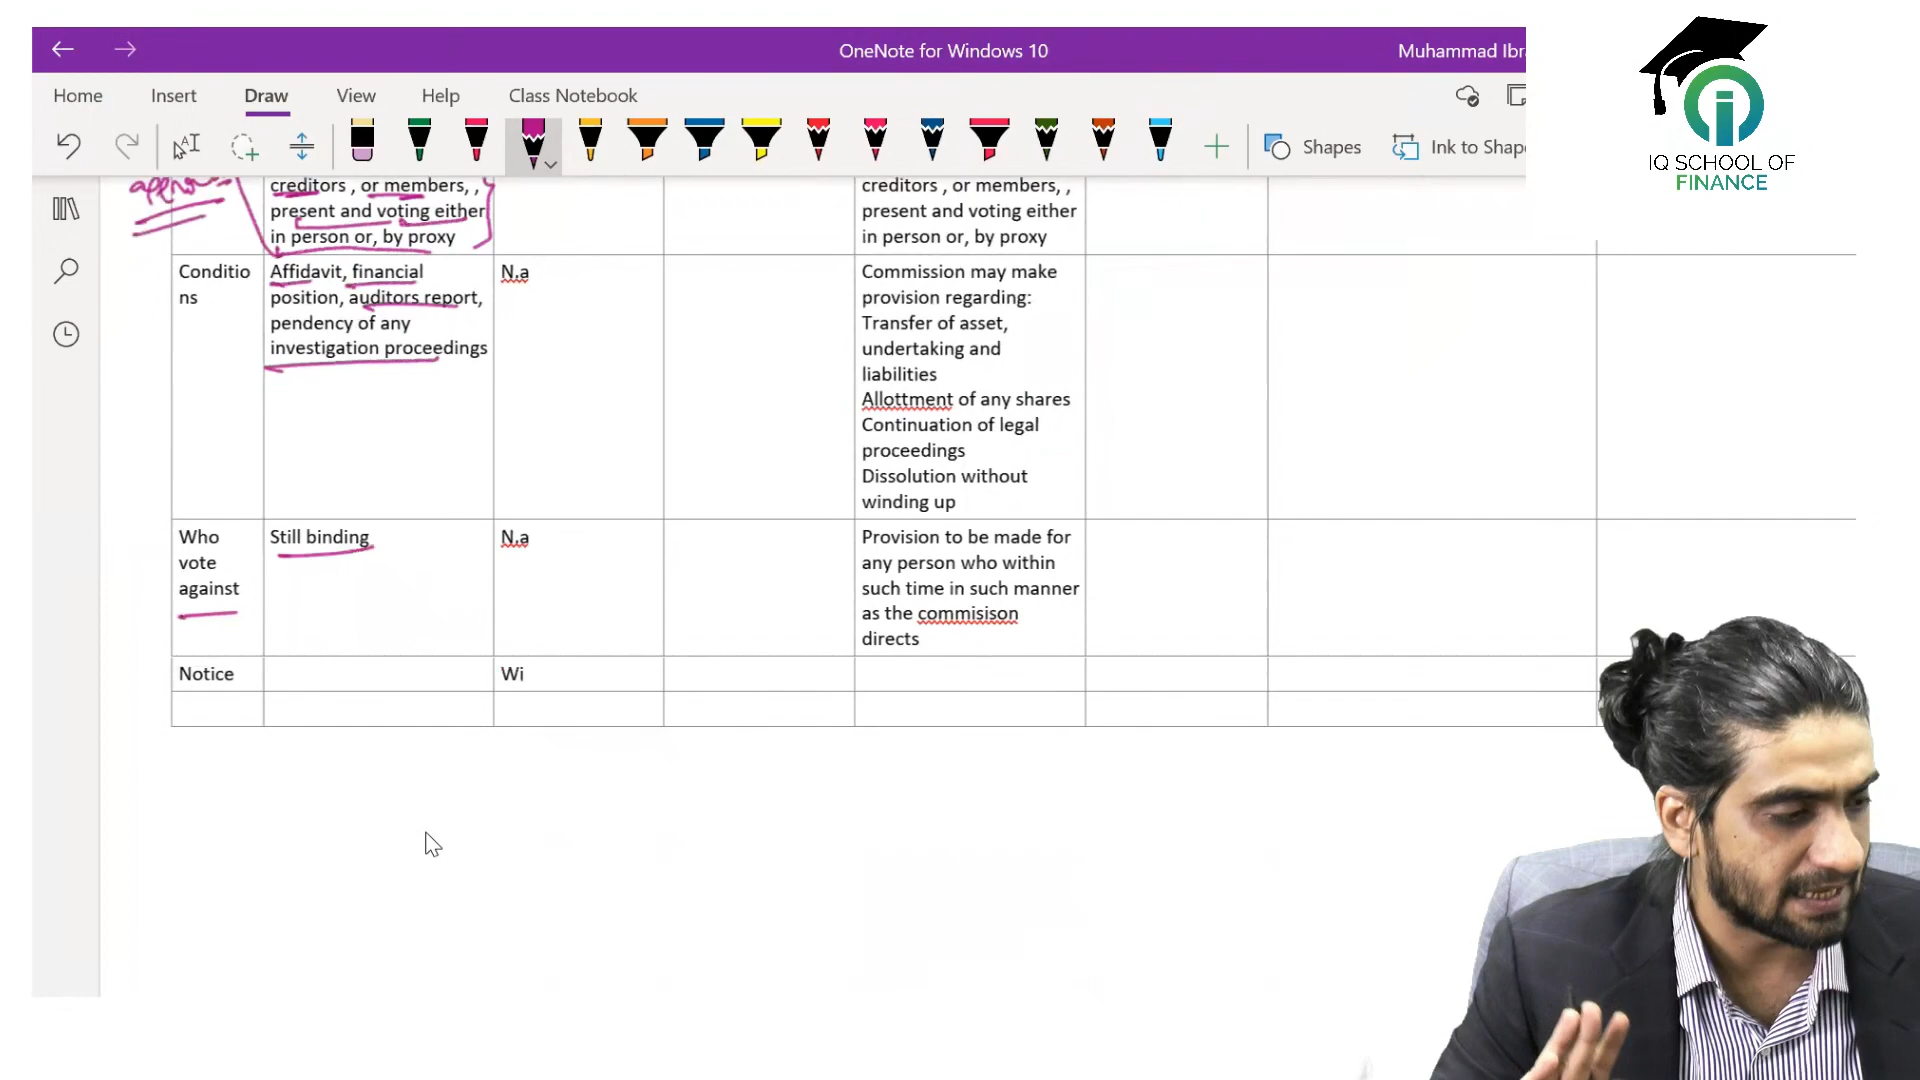 OneNote for Windows 10
Muhammad Ibr
Home
Insert
Draw
View
Help
Class Notebook
Shapes
Ink to Shap
IQ SCHOOL OF
FINANCE
creditors , or members, ,
present and voting either
in person or, by proxy
creditors , or members, ,
present and voting either
in person or, by proxy
Conditio
ns
Affidavit, financial
position, auditors report,
pendency of any
investigation proceedings
N.a
Commission may make
provision regarding:
Transfer of asset,
undertaking and
liabilities
Allottment of any shares
Continuation of legal
proceedings
Dissolution without
winding up
Who
vote
against
Still binding
N.a
Provision to be made for
any person who within
such time in such manner
as the commisison
directs
Notice
Wi